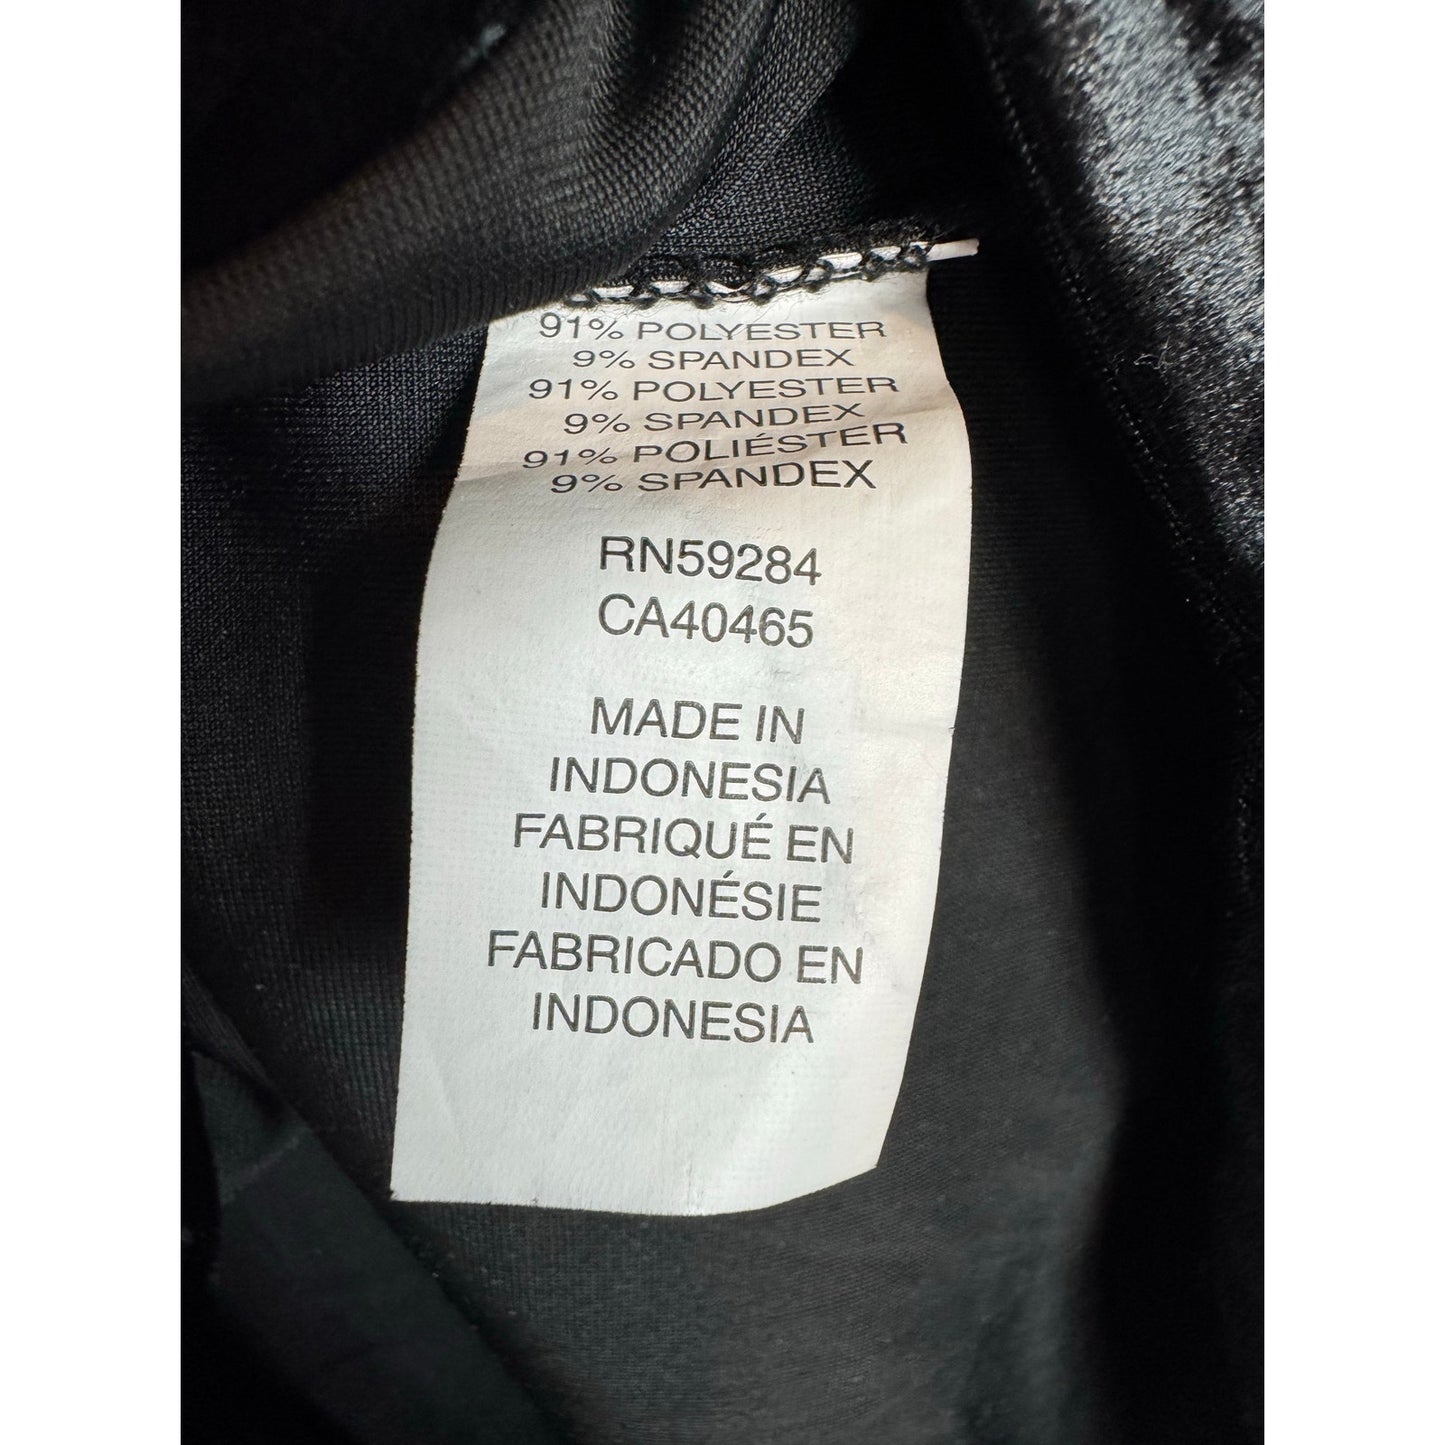 91% POLYESTER
9% SPANDEX
91% POLYESTER
9% SPANDEX
91% POLIÉSTER
9% SPANDEX
RN59284
CA40465
MADE IN
INDONESIA
FABRIQUÉ EN
INDONÉSIE
FABRICADO EN
INDONESIA